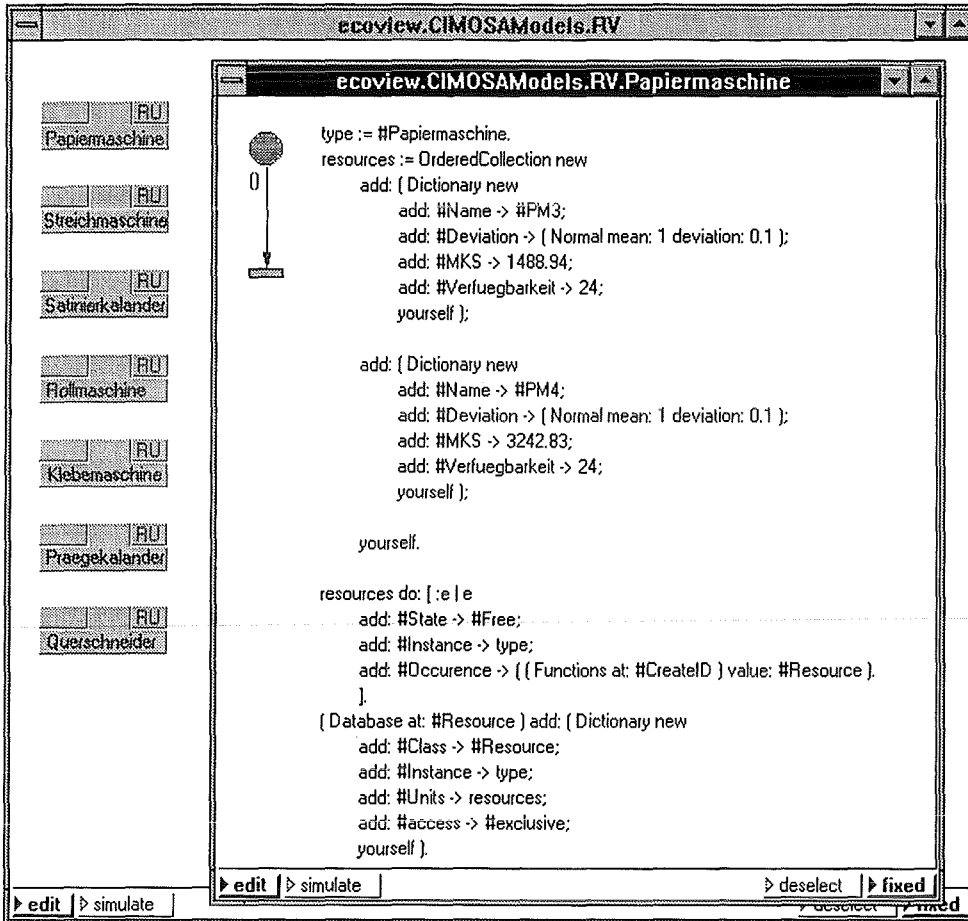 ecoview.CIMOSAModels.RV
RU
Papiermaschine
RU
Streichmaschine
RU
Satinierkalander
RU
Rollmaschine
RU
Klebemaschine
RU
Praegekalander
RU
Querschneider
ecoview.CIMOSAModels.RV.Papiermaschine
()
type := #Papiermaschine.
resources := OrderedCollection new
add: ( Dictionary new
add: #Name -> #PM3;
add: #Deviation -> ( Normal mean: 1 deviation: 0.1 );
add: #MKS -> 1488.94;
add: #Verfuegbarkeit -> 24;
yourself );
add: ( Dictionary new
add: #Name -> #PM4;
add: #Deviation -> ( Normal mean: 1 deviation: 0.1 );
add: #MKS -> 3242.83;
add: #Verfuegbarkeit -> 24;
yourself );
yourself.
resources do: [ :e | e
add: #State -> #Free;
add: #Instance -> type;
add: #Occurence -> ( ( Functions at: #CreateID ) value: #Resource ).
].
( Database at: #Resource ) add: ( Dictionary new
add: #Class -> #Resource;
add: #Instance -> type;
add: #Units -> resources;
add: #access -> #exclusive;
yourself ).
edit simulate deselect fixed
edit simulate deselect fixed